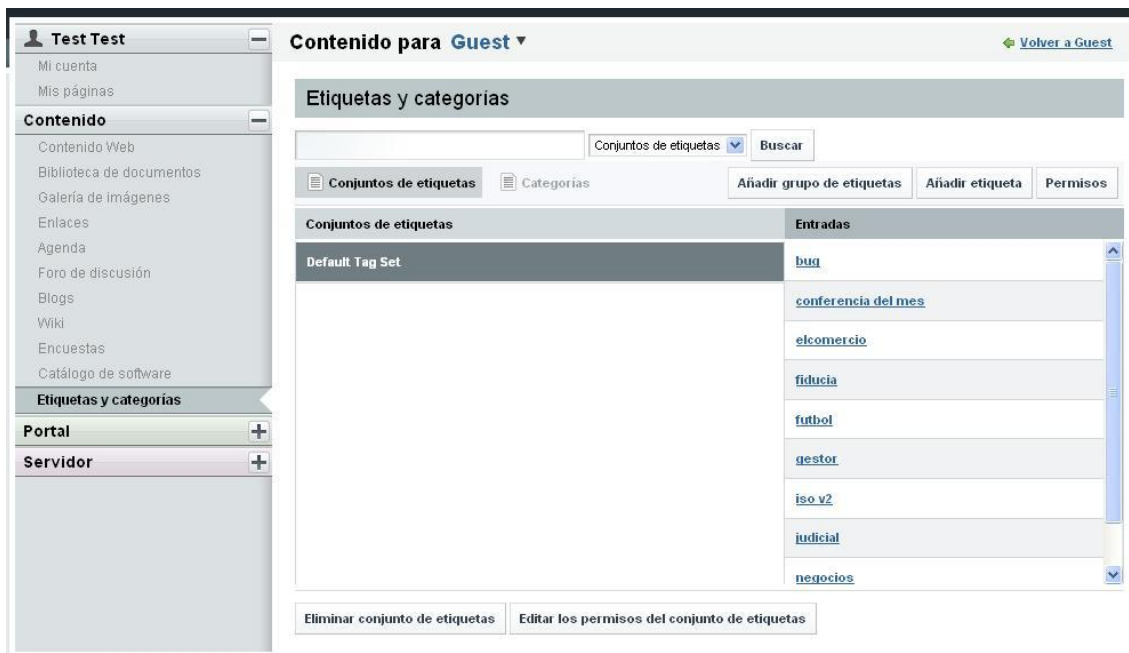 Test Test
Mi cuenta
Mis páginas
Contenido
Contenido Web
Biblioteca de documentos
Galería de imágenes
Enlaces
Agenda
Foro de discusión
Blogs
Wiki
Encuestas
Catálogo de software
Etiquetas y categorías
Portal
Servidor
Contenido para Guest
Volver a Guest
Etiquetas y categorías
Conjuntos de etiquetas Buscar
Conjuntos de etiquetas Categorías Añadir grupo de etiquetas Añadir etiqueta Permisos
Conjuntos de etiquetas Entradas
Default Tag Set
bug
conferencia del mes
elcomercio
fiducia
futbol
gestor
iso v2
judicial
negocios
Eliminar conjunto de etiquetas Editar los permisos del conjunto de etiquetas